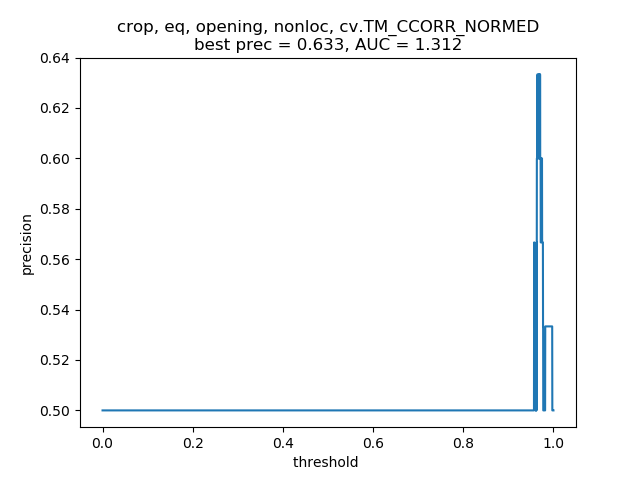 crop, eq, opening, nonloc, cv.TM_CCORR_NORMED
best prec = 0.633, AUC = 1.312
0.64
0.62
0.60
0.58
0.56
0.54
0.52
0.50
precision
0.0 0.2 0.4 0.6 0.8 1.0
threshold